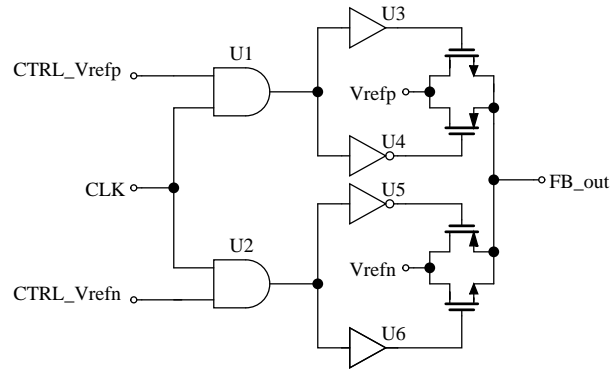 U3
U1
CTRL_Vrefp
Vrefp
U4
CLK
FB_out
U5
U2
Vrefn
CTRL_Vrefn
U6